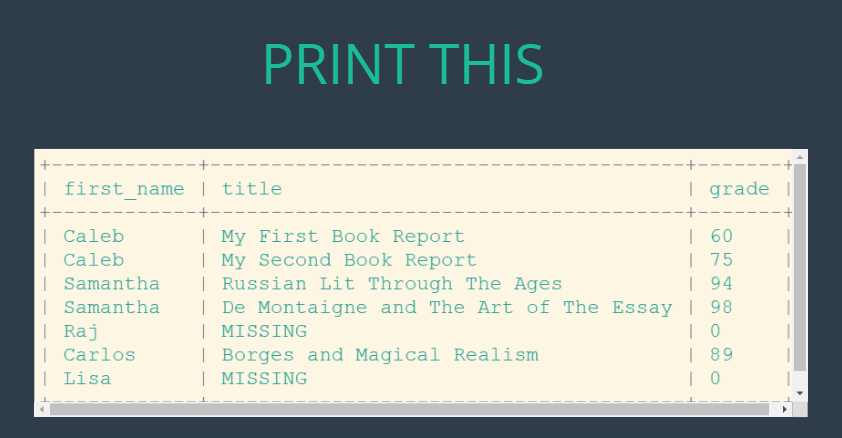 PRINT THIS
+------------+---------------------------------------+-------+
| first_name | title                                 | grade |
+------------+---------------------------------------+-------+
| Caleb      | My First Book Report                  | 60    |
| Caleb      | My Second Book Report                 | 75    |
| Samantha   | Russian Lit Through The Ages          | 94    |
| Samantha   | De Montaigne and The Art of The Essay | 98    |
| Raj        | MISSING                               | 0     |
| Carlos     | Borges and Magical Realism            | 89    |
| Lisa       | MISSING                               | 0     |
+------------+---------------------------------------+-------+